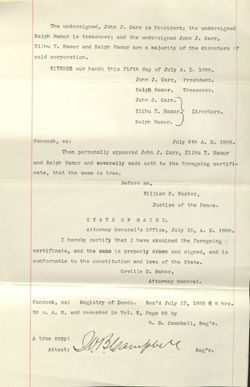 The undersigned, John J. Carr is President; the undersigned
Ralph Hamor is treasurer; and the undersigned John J. Carr,
Elihu T. Hamor and Ralph Hamor are a majority of the directors of
said corporation.
WITNESS our hands this fifth day of July A. D. 1888.
John J. Carr, President.
Ralph Hamor, Treasurer.
John J. Carr,
Elihu T. Hamor Directors.
Ralph Hamor.
Hancock, ss: July 6th A. D. 1888.
Then personally appeared John J. Carr, Elihu T. Hamor
and Ralph Hamor and severally made oath to the foregoing certific-
ate, that the same is true.
Before me,
William P. Foster,
Justice of the Peace.
STATE OF MAINE.
Attorney General's Office, July 10, A. D. 1888.
I hereby certify that I have examined the foregoing
certificate, and the same is properly drawn and signed, and is
conformable to the constitution and laws of the State.
Orville D. Baker,
Attorney General.
Hancock, ss: Registry of Deeds. Rec'd July 12, 1888 8 hrs.
30 m. A. M. and recorded in Vol. 2, Page 92 by
W. B. Campbell, Reg'r.
A true copy:
Attest: W B Campbell Reg'r.